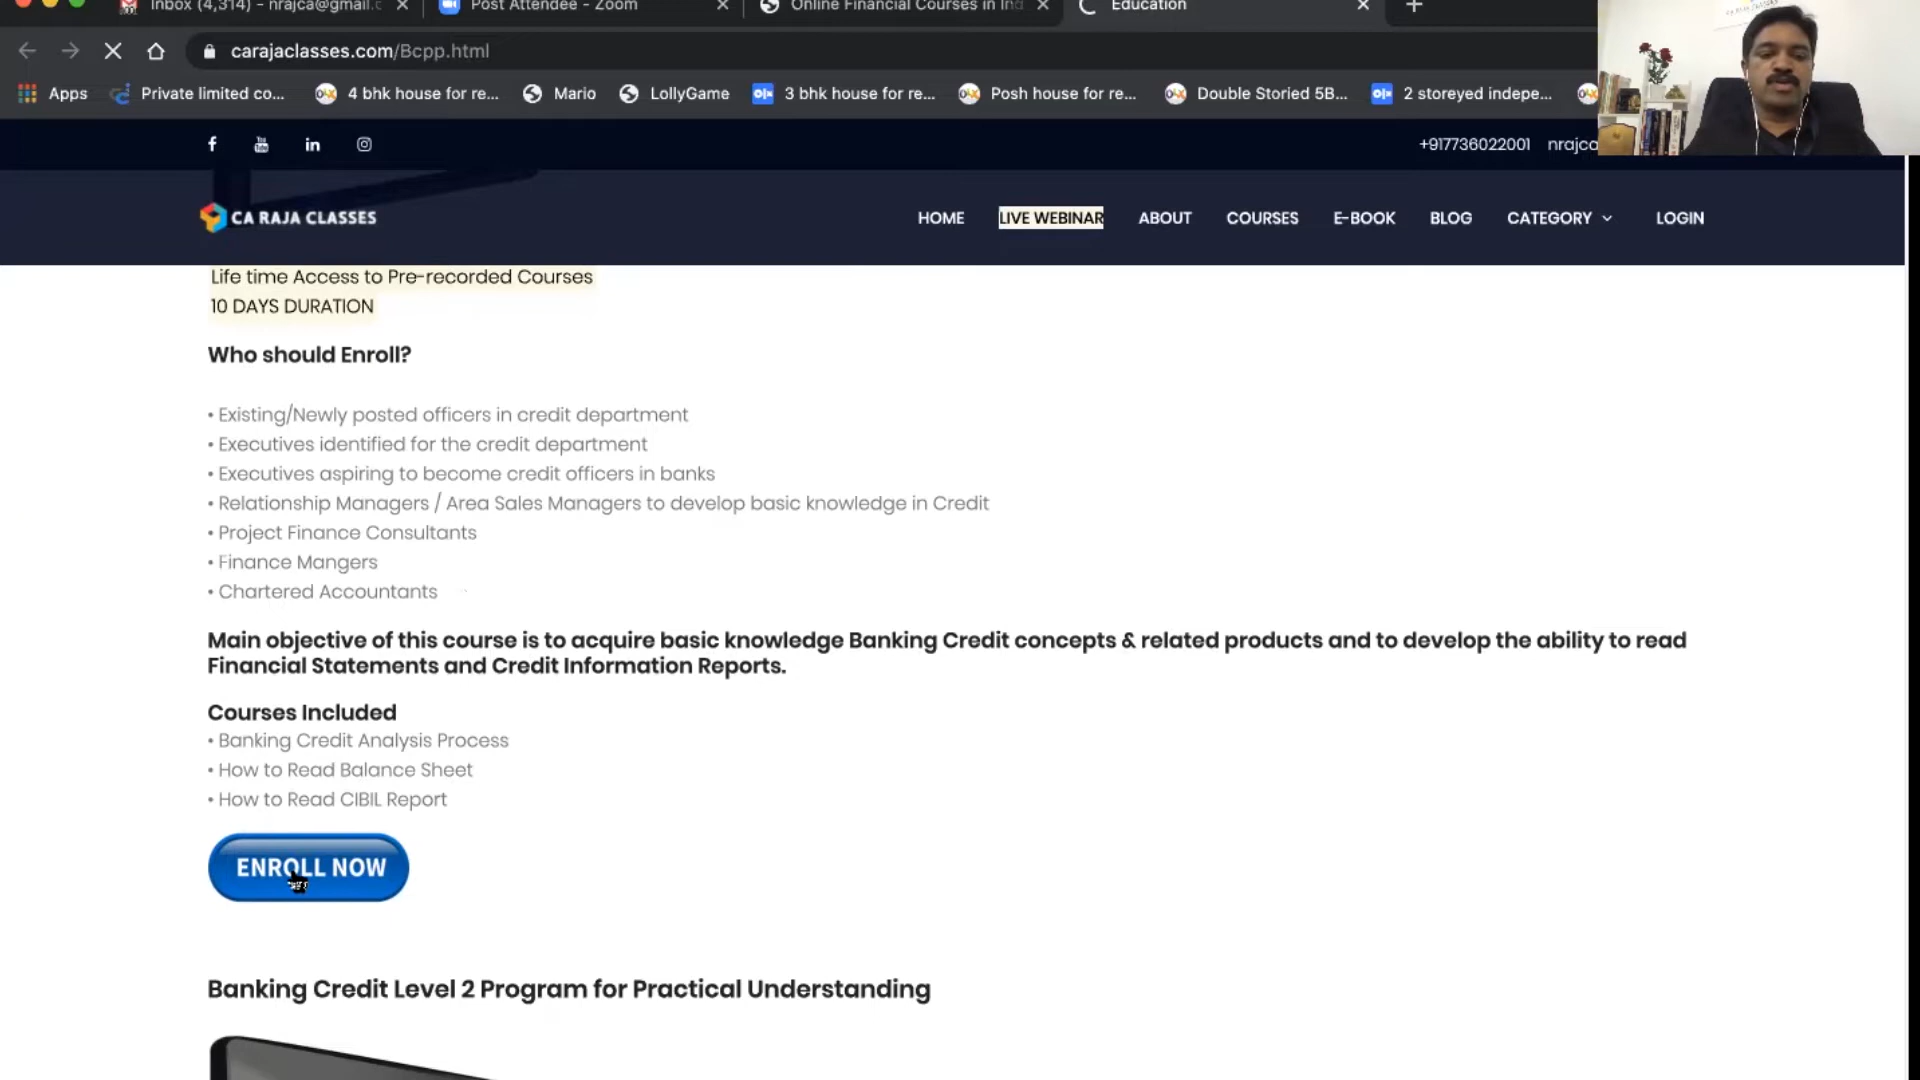 Inbox (4,314) - nrajca@gmail.c
Post Attendee - Zoom
Online Financial Courses in Ind
Education
carajaclasses.com/Bcpp.html
Apps
Private limited co...
4 bhk house for re...
Mario
LollyGame
3 bhk house for re...
Posh house for re...
Double Storied 5B...
2 storeyed indepe...
+917736022001
nrajca
CA RAJA CLASSES
HOME
LIVE WEBINAR
ABOUT
COURSES
E-BOOK
BLOG
CATEGORY
LOGIN
Life time Access to Pre-recorded Courses
10 DAYS DURATION
Who should Enroll?
• Existing/Newly posted officers in credit department
• Executives identified for the credit department
• Executives aspiring to become credit officers in banks
• Relationship Managers / Area Sales Managers to develop basic knowledge in Credit
• Project Finance Consultants
• Finance Mangers
• Chartered Accountants
Main objective of this course is to acquire basic knowledge Banking Credit concepts & related products and to develop the ability to read
Financial Statements and Credit Information Reports.
Courses Included
• Banking Credit Analysis Process
• How to Read Balance Sheet
• How to Read CIBIL Report
ENROLL NOW
Banking Credit Level 2 Program for Practical Understanding